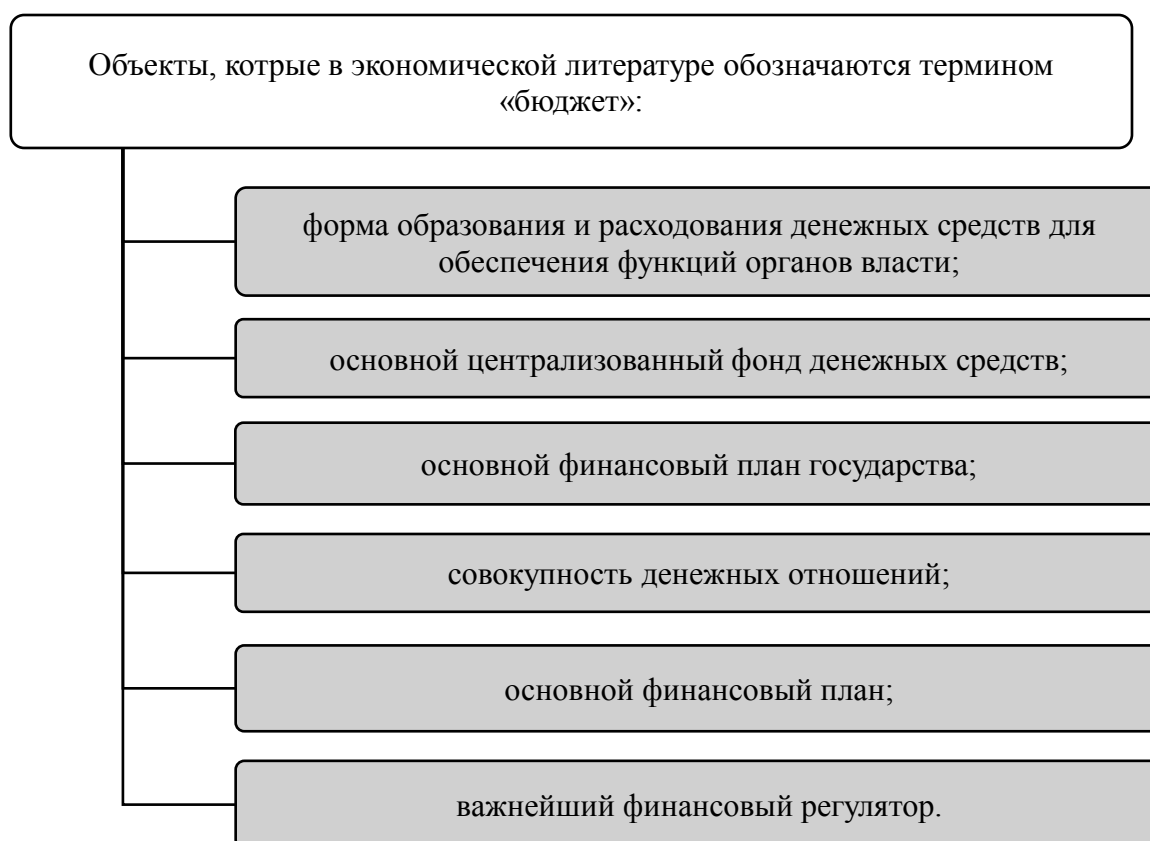 Объекты, котрые в экономической литературе обозначаются термином
«бюджет»:
форма образования и расходования денежных средств для
обеспечения функций органов власти;
основной централизованный фонд денежных средств;
основной финансовый план государства;
совокупность денежных отношений;
основной финансовый план;
важнейший финансовый регулятор.